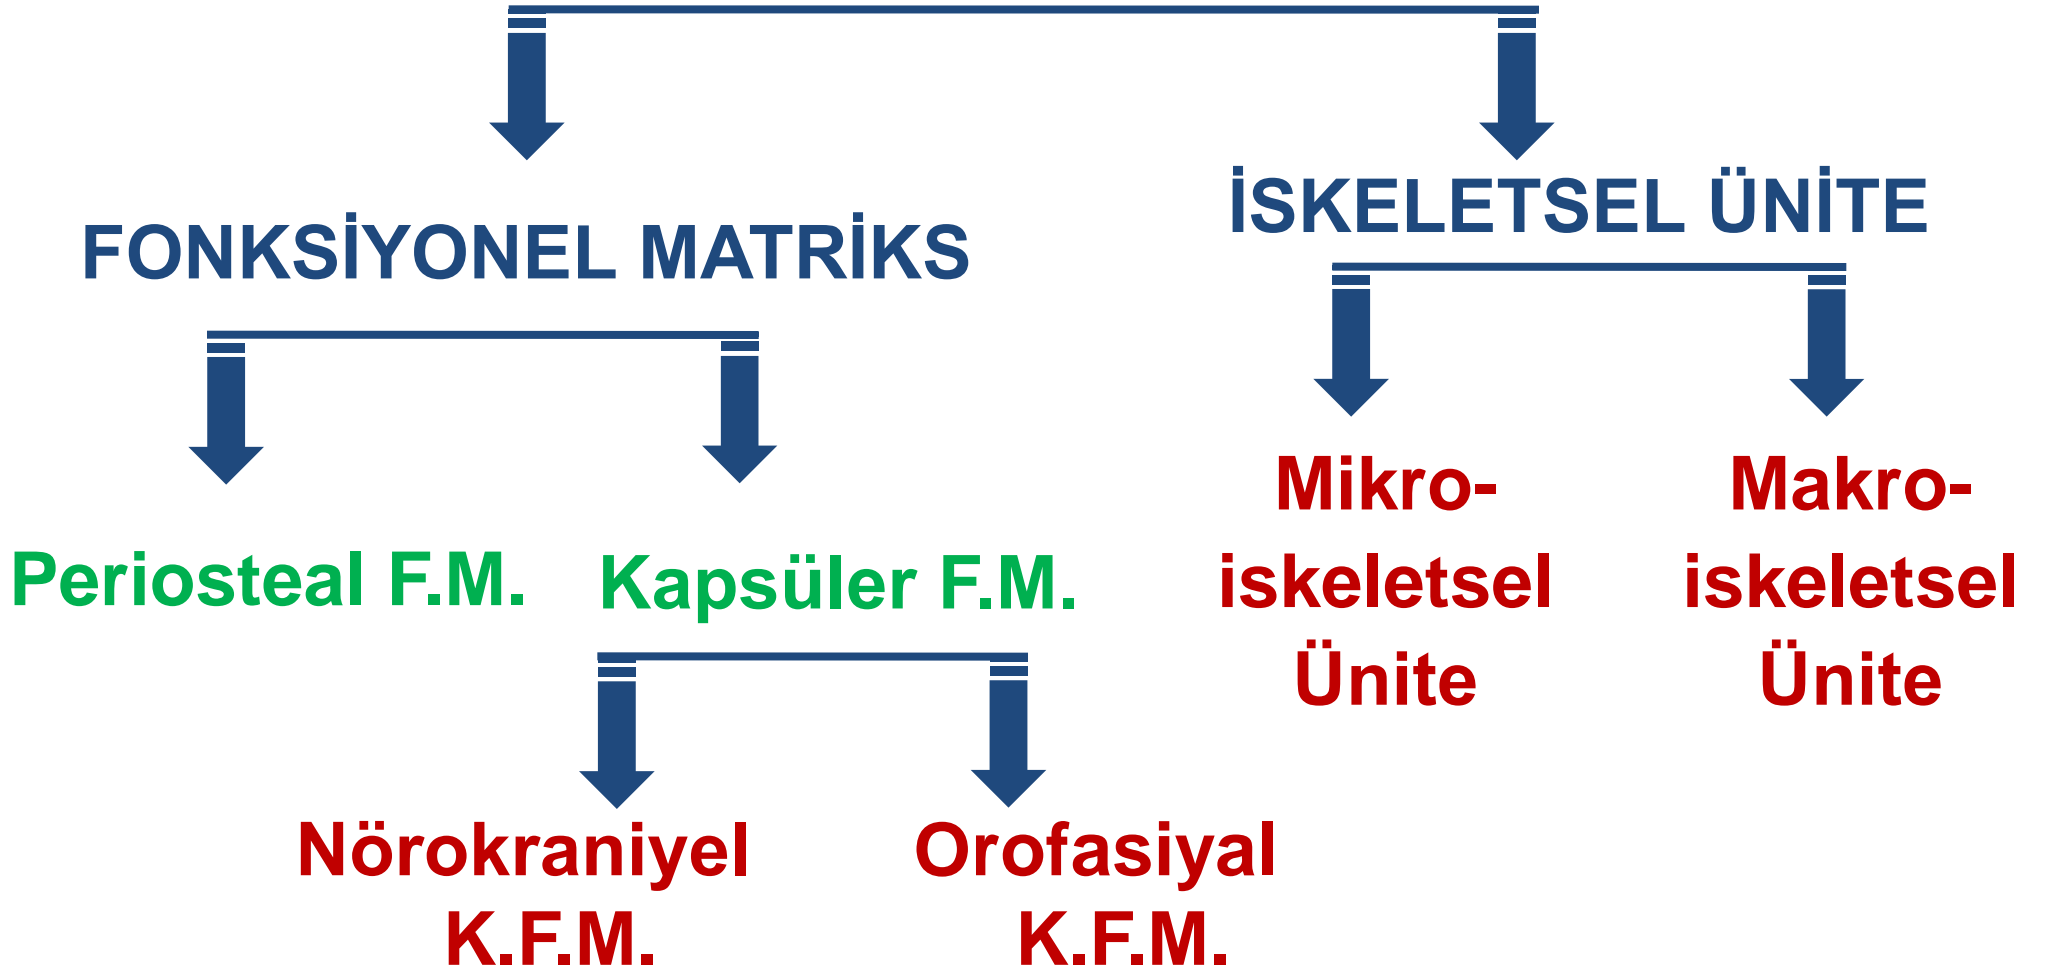 FONKSİYONEL MATRİKS
İSKELETSEL ÜNİTE
Periosteal F.M.
Kapsüler F.M.
Mikro-
iskeletsel
Ünite
Makro-
iskeletsel
Ünite
Nörokraniyel
K.F.M.
Orofasiyal
K.F.M.